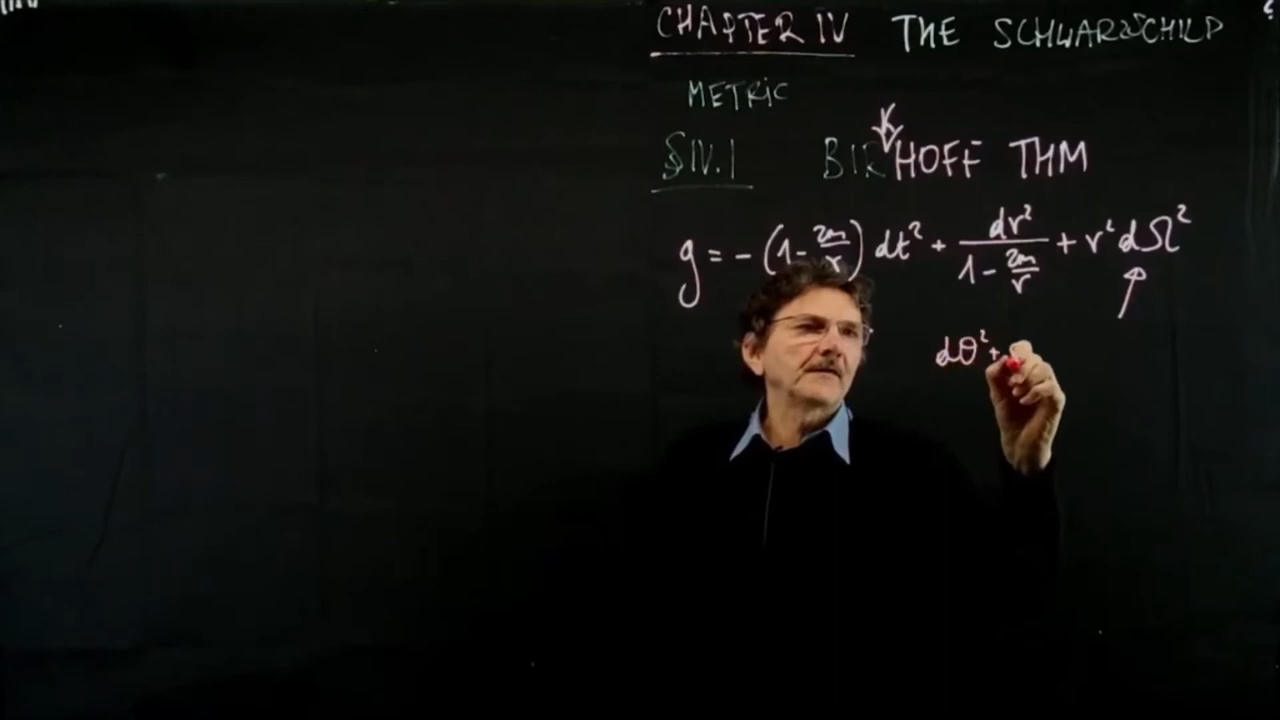 CHAPTER IV THE SCHWARZSCHILD
METRIC
§IV.1 BIRKHOFF THM
g = - (1 - 2m/r) dt² + dr²/(1 - 2m/r) + r² dΩ²
dθ² +